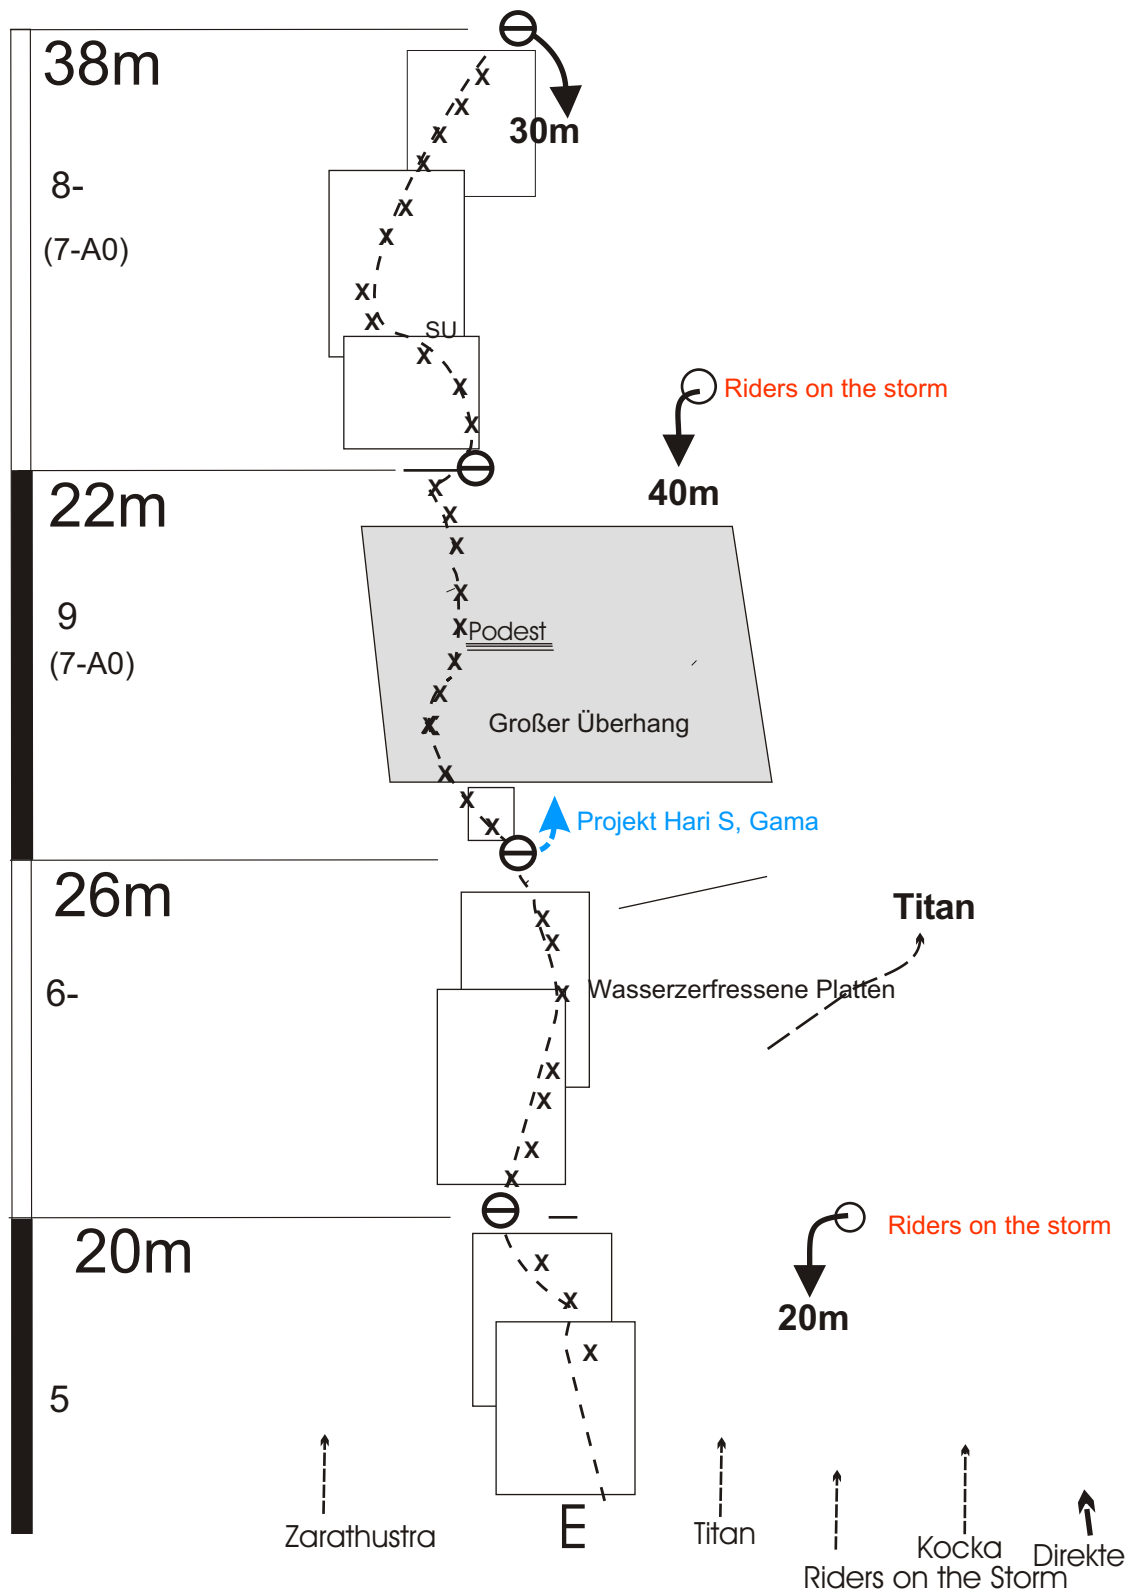 38m
30m
8-
(7-A0)
SU
Riders on the storm
40m
22m
9
(7-A0)
Podest
Großer Überhang
Projekt Hari S, Gama
26m
Titan
6-
Wasserzerfressene Platten
20m
Riders on the storm
20m
5
E
Zarathustra
Titan
Kocka
Direkte
Riders on the Storm